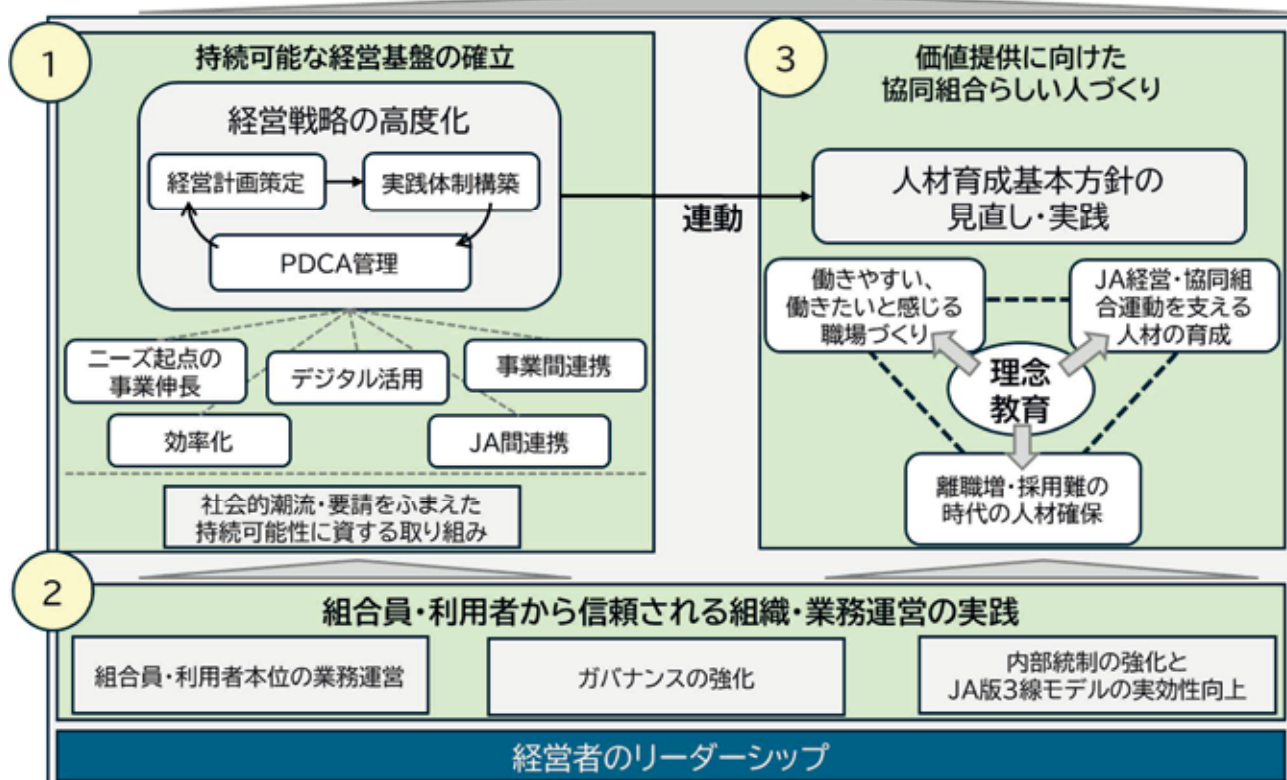 1
持続可能な経営基盤の確立
経営戦略の高度化
経営計画策定
実践体制構築
PDCA管理
ニーズ起点の
事業伸長
デジタル活用
事業間連携
効率化
JA間連携
社会的潮流・要請をふまえた
持続可能性に資する取り組み
連動
3
価値提供に向けた
協同組合らしい人づくり
人材育成基本方針の
見直し・実践
働きやすい、
働きたいと感じる
職場づくり
JA経営・協同組
合運動を支える
人材の育成
理念
教育
離職増・採用難の
時代の人材確保
2
組合員・利用者から信頼される組織・業務運営の実践
組合員・利用者本位の業務運営
ガバナンスの強化
内部統制の強化と
JA版3線モデルの実効性向上
経営者のリーダーシップ